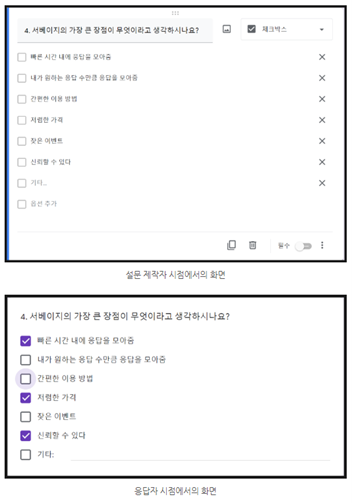 4. 서베이지의 가장 큰 장점이 무엇이라고 생각하시나요?
체크박스
빠른 시간 내에 응답을 모아줌
내가 원하는 응답 수만큼 응답을 모아줌
간편한 이용 방법
저렴한 가격
잦은 이벤트
신뢰할 수 있다
기타...
옵션 추가
필수
설문 제작자 시점에서의 화면
4. 서베이지의 가장 큰 장점이 무엇이라고 생각하시나요?
빠른 시간 내에 응답을 모아줌
내가 원하는 응답 수만큼 응답을 모아줌
간편한 이용 방법
저렴한 가격
잦은 이벤트
신뢰할 수 있다
기타:
응답자 시점에서의 화면